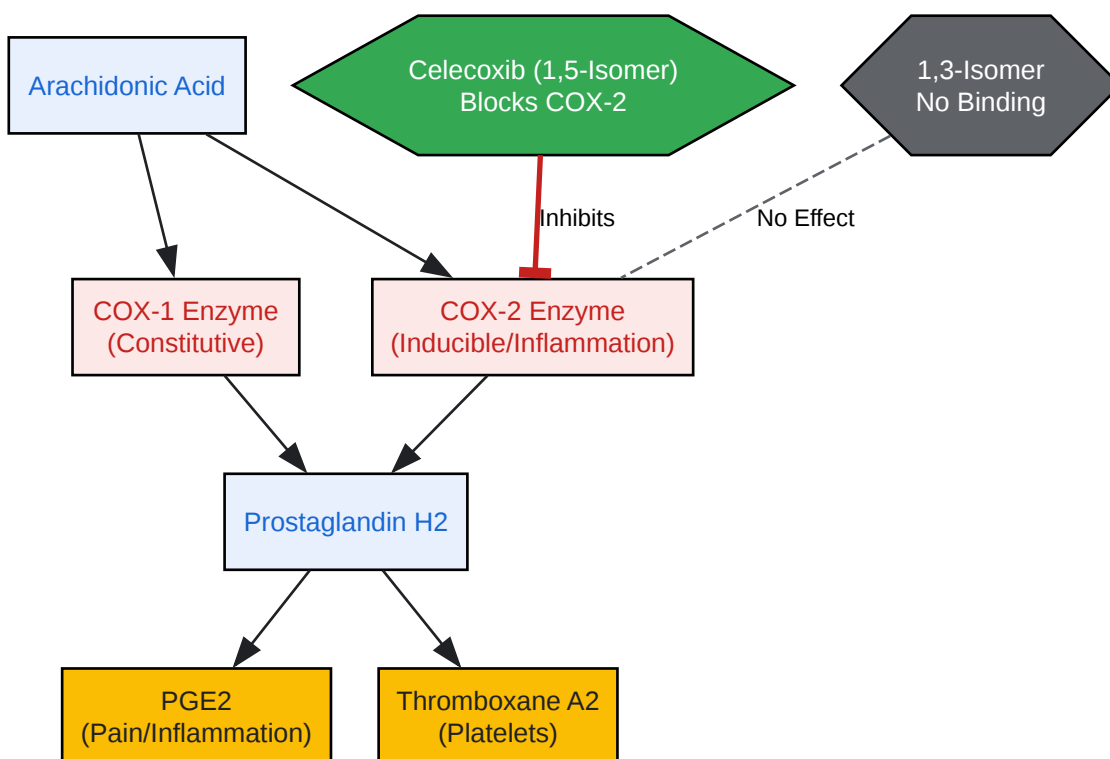 Arachidonic Acid
Celecoxib (1,5-Isomer)
Blocks COX-2
1,3-Isomer
No Binding
Inhibits
No Effect
COX-1 Enzyme
(Constitutive)
COX-2 Enzyme
(Inducible/Inflammation)
Prostaglandin H2
PGE2
(Pain/Inflammation)
Thromboxane A2
(Platelets)